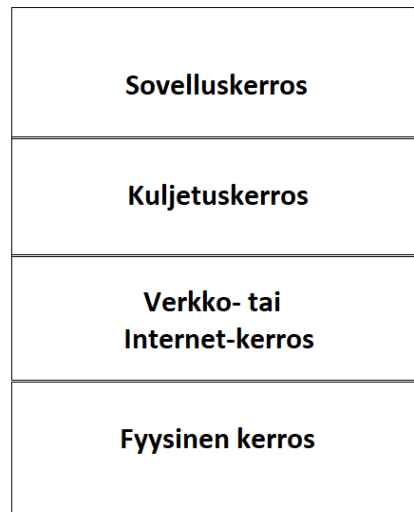 Sovelluskerros
Kuljetuskerros
Verkko- tai
Internet-kerros
Fyysinen kerros